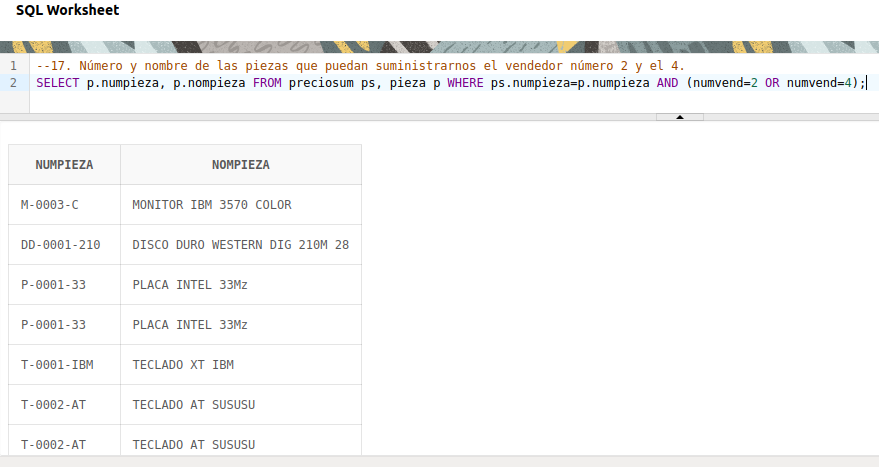 SQL Worksheet
1 --17. Número y nombre de las piezas que puedan suministrarnos el vendedor número 2 y el 4.
2 SELECT p.numpieza, p.nompieza FROM preciosum ps, pieza p WHERE ps.numpieza=p.numpieza AND (numvend=2 OR numvend=4);
NUMPIEZA NOMPIEZA
M-0003-C MONITOR IBM 3570 COLOR
DD-0001-210 DISCO DURO WESTERN DIG 210M 28
P-0001-33 PLACA INTEL 33Mz
P-0001-33 PLACA INTEL 33Mz
T-0001-IBM TECLADO XT IBM
T-0002-AT TECLADO AT SUSUSU
T-0002-AT TECLADO AT SUSUSU